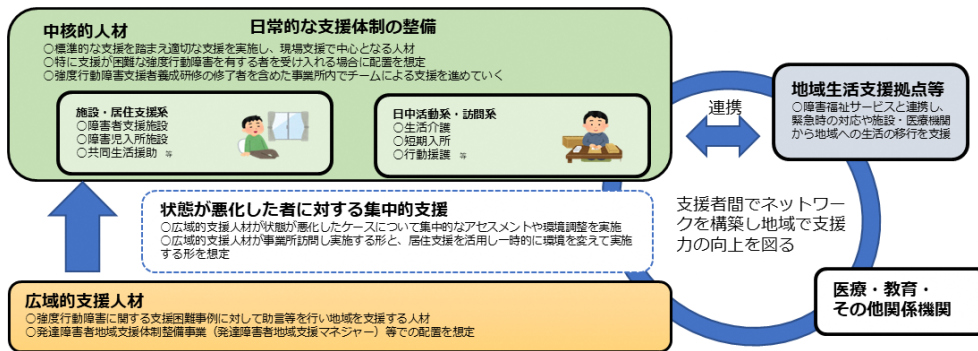 日常的な支援体制の整備
中核的人材
○標準的な支援を踏まえ適切な支援を実施し、現場支援で中心となる人材
○特に支援が困難な強度行動障害を有する者を受け入れる場合に配置を想定
○強度行動障害支援者養成研修の修了者を含めた事業所内でチームによる支援を進めていく
施設・居住支援系
○障害者支援施設
○障害児入所施設
○共同生活援助 等
日中活動系・訪問系
○生活介護
○短期入所
○行動援護 等
連携
地域生活支援拠点等
○障害福祉サービスと連携し、
緊急時の対応や施設・医療機関
から地域への生活の移行を支援
状態が悪化した者に対する集中的支援
○広域的支援人材が状態が悪化したケースについて集中的なアセスメントや環境調整を実施
○広域的支援人材が事業所訪問し実施する形と、居住支援を活用し一時的に環境を変えて実施
する形を想定
支援者間でネットワー
クを構築し地域で支援
力の向上を図る
広域的支援人材
○強度行動障害に関する支援困難事例に対して助言等を行い地域を支援する人材
○発達障害者地域支援体制整備事業（発達障害者地域支援マネジャー）等での配置を想定
医療・教育・
その他関係機関